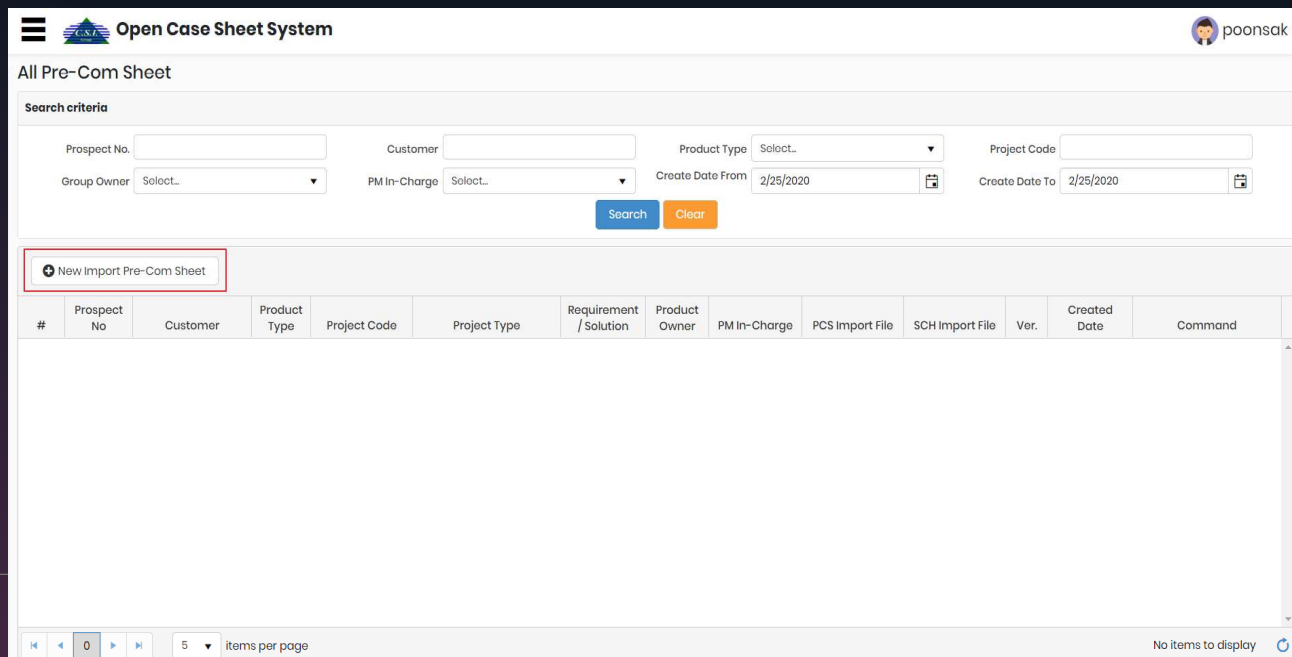 C.S.I. Open Case Sheet System poonsak
All Pre-Com Sheet
Search criteria
Prospect No. Customer Product Type Select... Project Code
Group Owner Select... PM In-Charge Select... Create Date From 2/25/2020 Create Date To 2/25/2020
Search Clear
New Import Pre-Com Sheet
# Prospect No Customer Product Type Project Code Project Type Requirement / Solution Product Owner PM In-Charge PCS Import File SCH Import File Ver. Created Date Command
0 5 items per page No items to display